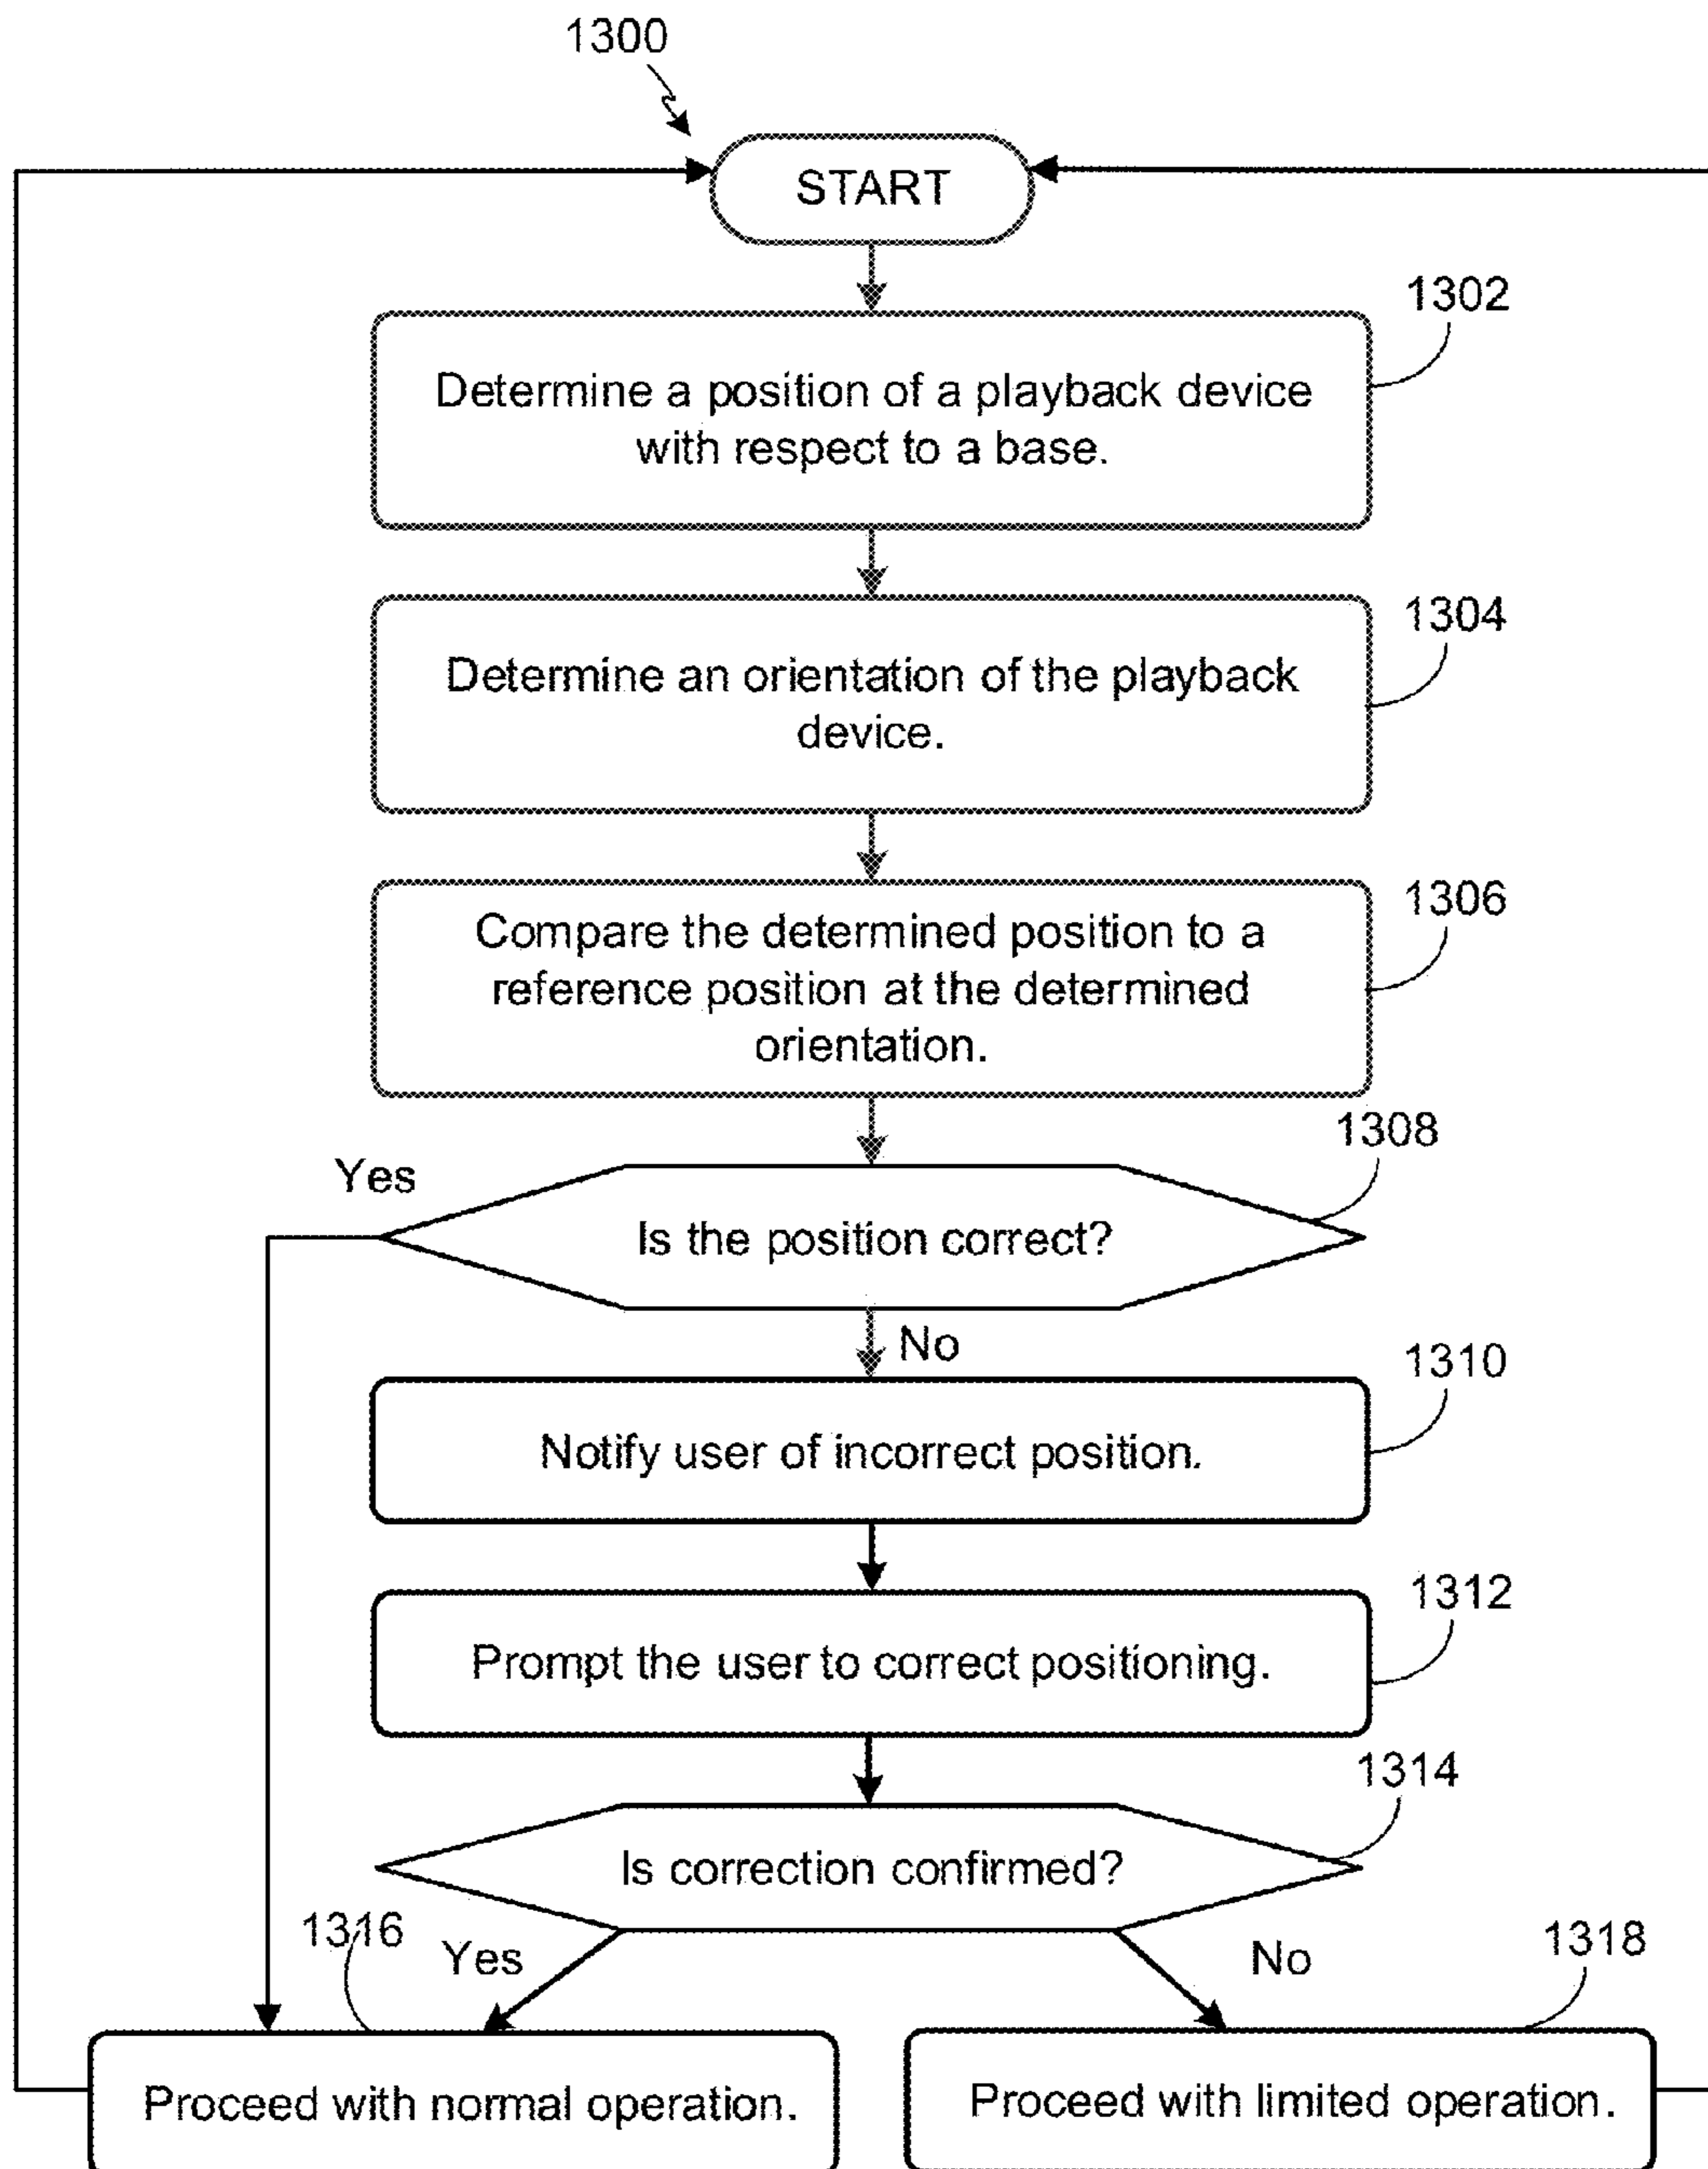 1300
START
1302
Determine a position of a playback device
with respect to a base.
1304
Determine an orientation of the playback
device.
1306
Compare the determined position to a
reference position at the determined
orientation.
1308
Yes
Is the position correct?
No
1310
Notify user of incorrect position.
1312
Prompt the user to correct positioning.
1314
Is correction confirmed?
1316
Yes
No
1318
Proceed with normal operation.
Proceed with limited operation.